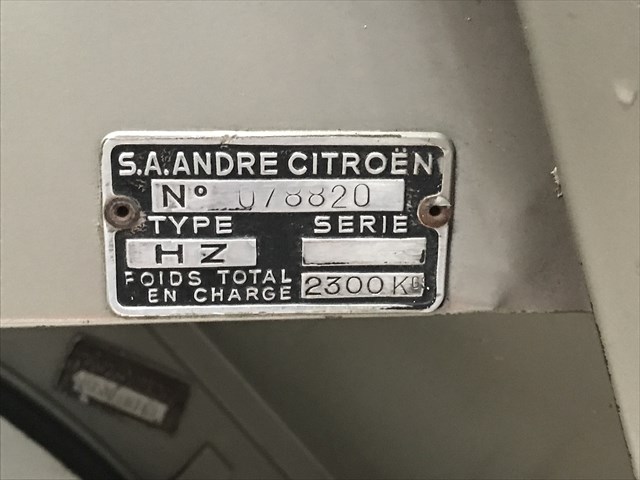 S.A.ANDRE CITROËN
Nº 078820
TYPE SERIE
HZ
POIDS TOTAL
EN CHARGE 2300 KG